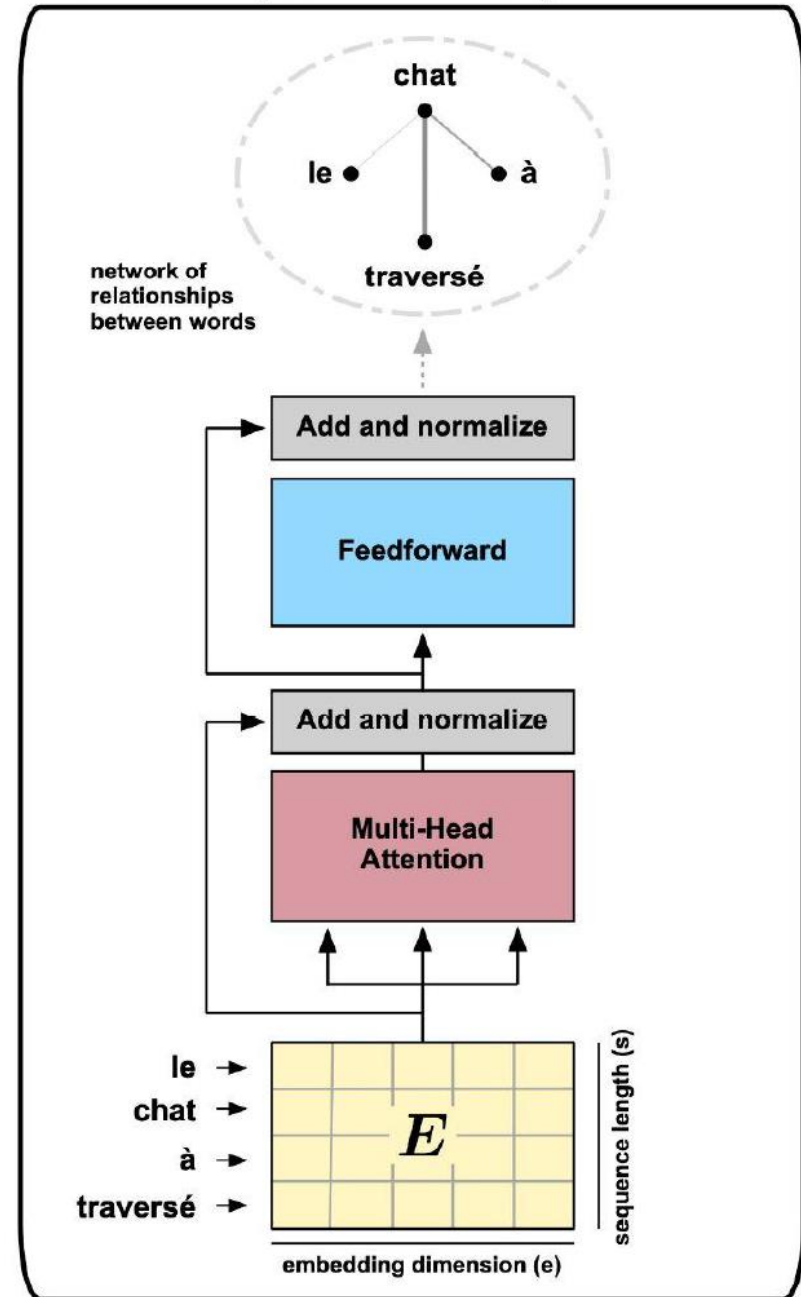 chat
le
à
traversé
network of
relationships
between words
Add and normalize
Feedforward
Add and normalize
Multi-Head
Attention
le
chat
à
traversé
E
sequence length (s)
embedding dimension (e)